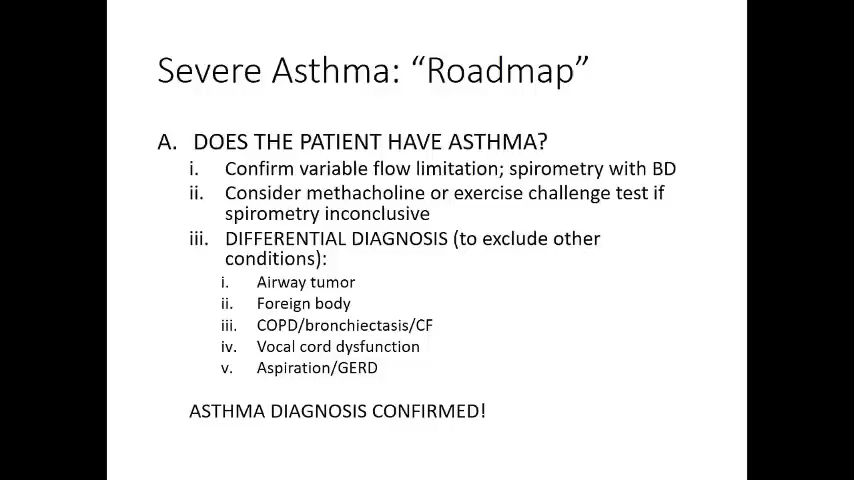 Severe Asthma: “Roadmap”
A. DOES THE PATIENT HAVE ASTHMA?
i. Confirm variable flow limitation; spirometry with BD
ii. Consider methacholine or exercise challenge test if
spirometry inconclusive
iii. DIFFERENTIAL DIAGNOSIS (to exclude other
conditions):
i. Airway tumor
ii. Foreign body
iii. COPD/bronchiectasis/CF
iv. Vocal cord dysfunction
v. Aspiration/GERD
ASTHMA DIAGNOSIS CONFIRMED!